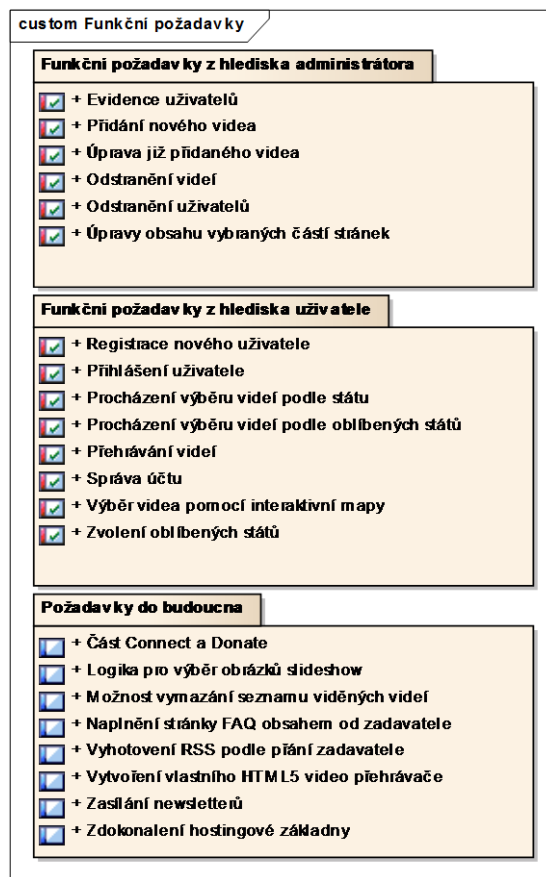 custom Funkční požadavky
Funkční požadavky z hlediska administrátora
+ Evidence uživatelů
+ Přidání nového videa
+ Úprava již přidaného videa
+ Odstranění videí
+ Odstranění uživatelů
+ Úpravy obsahu vybraných částí stránek
Funkční požadavky z hlediska uživatele
+ Registrace nového uživatele
+ Přihlášení uživatele
+ Procházení výběru videí podle státu
+ Procházení výběru videí podle oblíbených států
+ Přehrávání videí
+ Správa účtu
+ Výběr videa pomocí interaktivní mapy
+ Zvolení oblíbených států
Požadavky do budoucna
+ Část Connect a Donate
+ Logika pro výběr obrázků slideshow
+ Možnost vymazání seznamu viděných videí
+ Naplnění stránky FAQ obsahem od zadavatele
+ Vyhotovení RSS podle přání zadavatele
+ Vytvoření vlastního HTML5 video přehrávače
+ Zasílání newsletterů
+ Zdokonalení hostingové základny